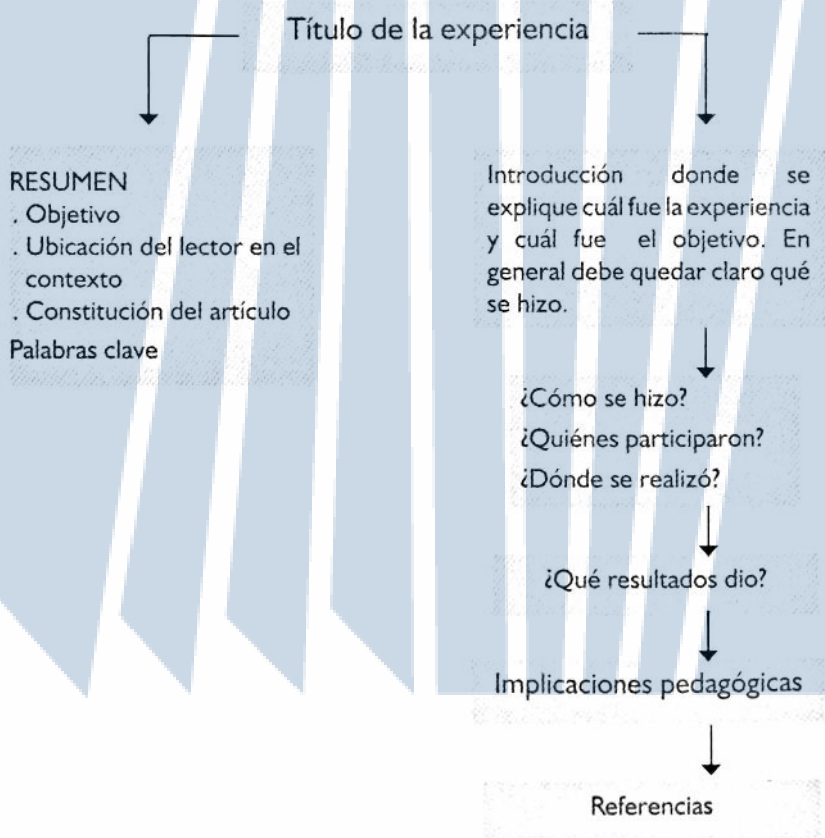 Título de la experiencia
RESUMEN
. Objetivo
. Ubicación del lector en el
contexto
. Constitución del artículo
Palabras clave
Introducción donde se
explique cuál fue la experiencia
y cuál fue el objetivo. En
general debe quedar claro qué
se hizo.
¿Cómo se hizo?
¿Quiénes participaron?
¿Dónde se realizó?
¿Qué resultados dio?
Implicaciones pedagógicas
Referencias